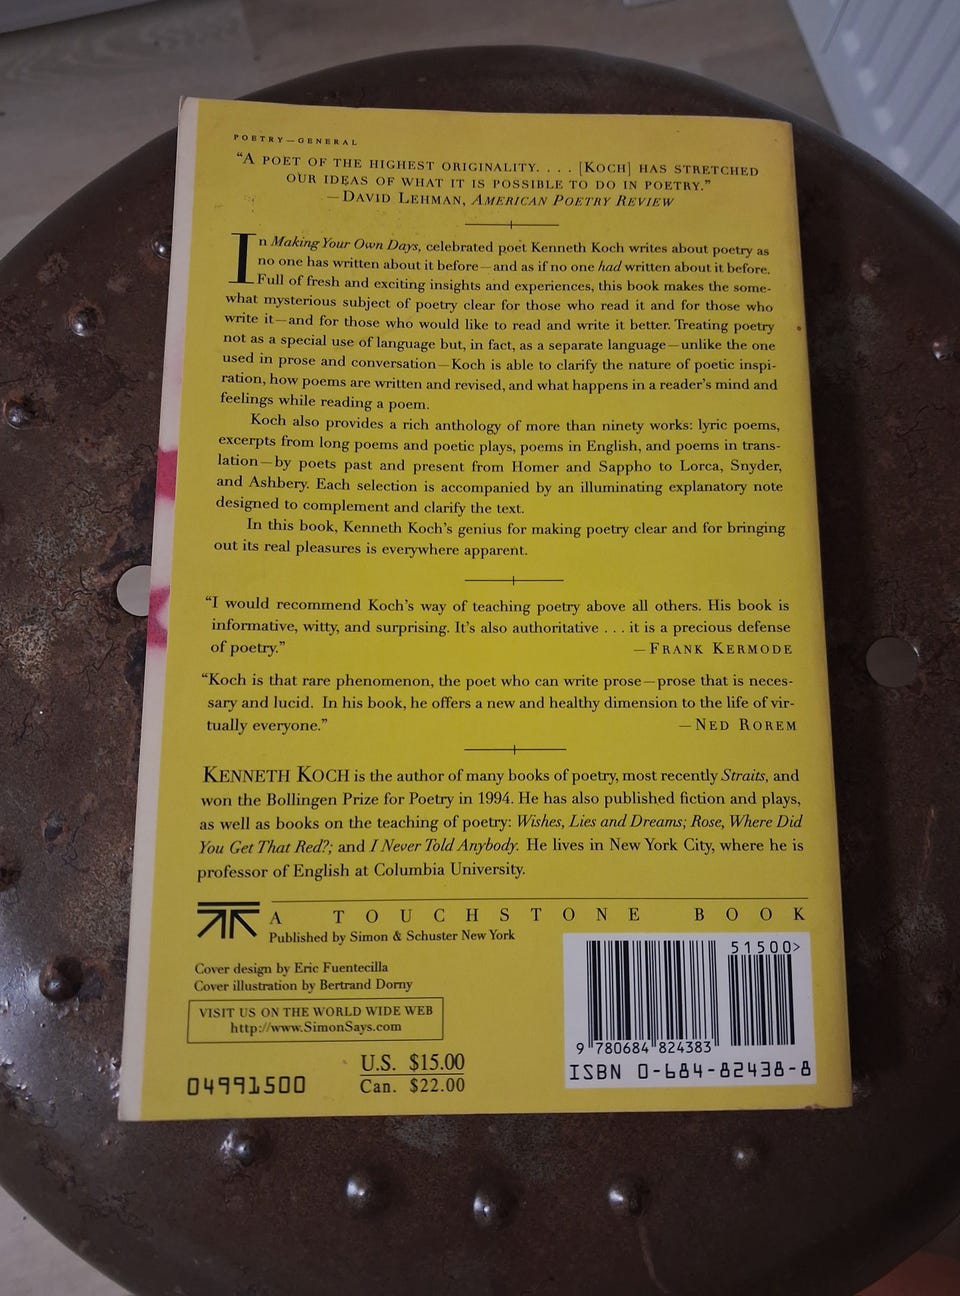 POETRY—GENERAL
“A POET OF THE HIGHEST ORIGINALITY. . . . [KOCH] HAS STRETCHED
OUR IDEAS OF WHAT IT IS POSSIBLE TO DO IN POETRY.”
—DAVID LEHMAN, AMERICAN POETRY REVIEW
In Making Your Own Days, celebrated poet Kenneth Koch writes about poetry as
no one has written about it before—and as if no one had written about it before.
Full of fresh and exciting insights and experiences, this book makes the some-
what mysterious subject of poetry clear for those who read it and for those who
write it—and for those who would like to read and write it better. Treating poetry
not as a special use of language but, in fact, as a separate language—unlike the one
used in prose and conversation—Koch is able to clarify the nature of poetic inspi-
ration, how poems are written and revised, and what happens in a reader’s mind and
feelings while reading a poem.
Koch also provides a rich anthology of more than ninety works: lyric poems,
excerpts from long poems and poetic plays, poems in English, and poems in trans-
lation—by poets past and present from Homer and Sappho to Lorca, Snyder,
and Ashbery. Each selection is accompanied by an illuminating explanatory note
designed to complement and clarify the text.
In this book, Kenneth Koch’s genius for making poetry clear and for bringing
out its real pleasures is everywhere apparent.
“I would recommend Koch’s way of teaching poetry above all others. His book is
informative, witty, and surprising. It’s also authoritative . . . it is a precious defense
of poetry.” —FRANK KERMODE
“Koch is that rare phenomenon, the poet who can write prose—prose that is neces-
sary and lucid. In his book, he offers a new and healthy dimension to the life of vir-
tually everyone.” —NED ROREM
KENNETH KOCH is the author of many books of poetry, most recently Straits, and
won the Bollingen Prize for Poetry in 1994. He has also published fiction and plays,
as well as books on the teaching of poetry: Wishes, Lies and Dreams; Rose, Where Did
You Get That Red?; and I Never Told Anybody. He lives in New York City, where he is
professor of English at Columbia University.
A TOUCHSTONE BOOK
Published by Simon & Schuster New York
Cover design by Eric Fuentecilla
Cover illustration by Bertrand Dorny
VISIT US ON THE WORLD WIDE WEB
http://www.SimonSays.com
04991500
U.S. $15.00
Can. $22.00
51500>
9 780684 824383
ISBN 0-684-82438-8